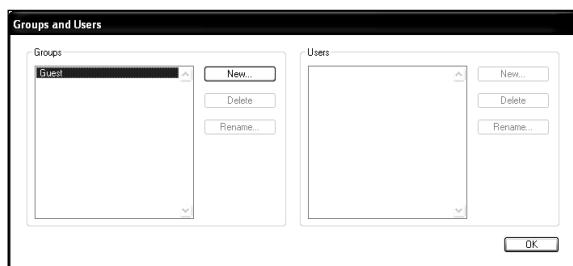 Groups and Users
Groups
Guest
New...
Delete
Rename...
Users
New...
Delete
Rename...
OK